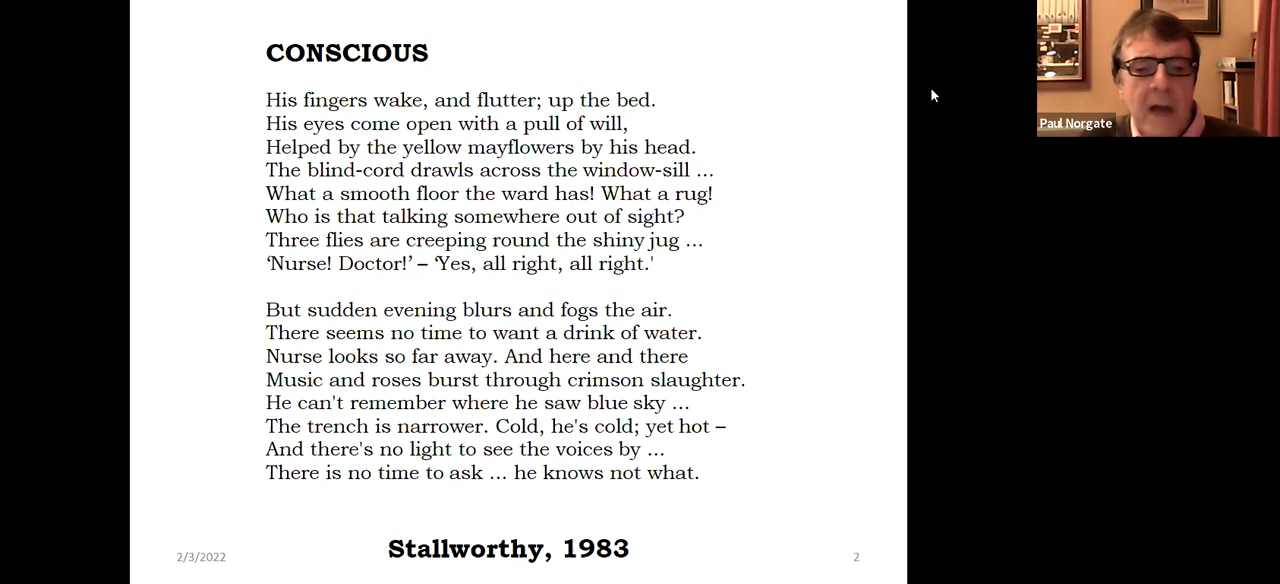 CONSCIOUS
His fingers wake, and flutter; up the bed.
His eyes come open with a pull of will,
Helped by the yellow mayflowers by his head.
The blind-cord drawls across the window-sill ...
What a smooth floor the ward has! What a rug!
Who is that talking somewhere out of sight?
Three flies are creeping round the shiny jug ...
‘Nurse! Doctor!’ – ‘Yes, all right, all right.'
But sudden evening blurs and fogs the air.
There seems no time to want a drink of water.
Nurse looks so far away. And here and there
Music and roses burst through crimson slaughter.
He can't remember where he saw blue sky ...
The trench is narrower. Cold, he's cold; yet hot –
And there's no light to see the voices by ...
There is no time to ask ... he knows not what.
Stallworthy, 1983
2/3/2022
2
Paul Norgate